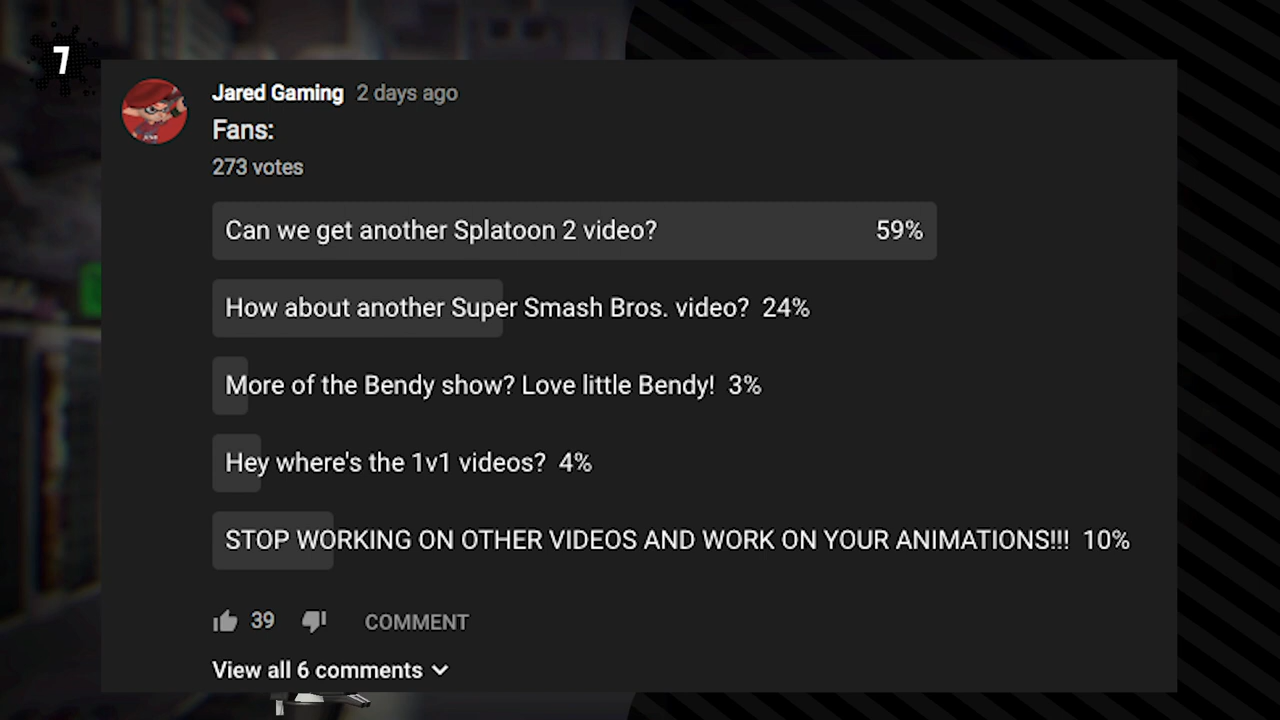 7
Jared Gaming 2 days ago
Fans:
273 votes
Can we get another Splatoon 2 video? 59%
How about another Super Smash Bros. video? 24%
More of the Bendy show? Love little Bendy! 3%
Hey where's the 1v1 videos? 4%
STOP WORKING ON OTHER VIDEOS AND WORK ON YOUR ANIMATIONS!!! 10%
39 COMMENT
View all 6 comments